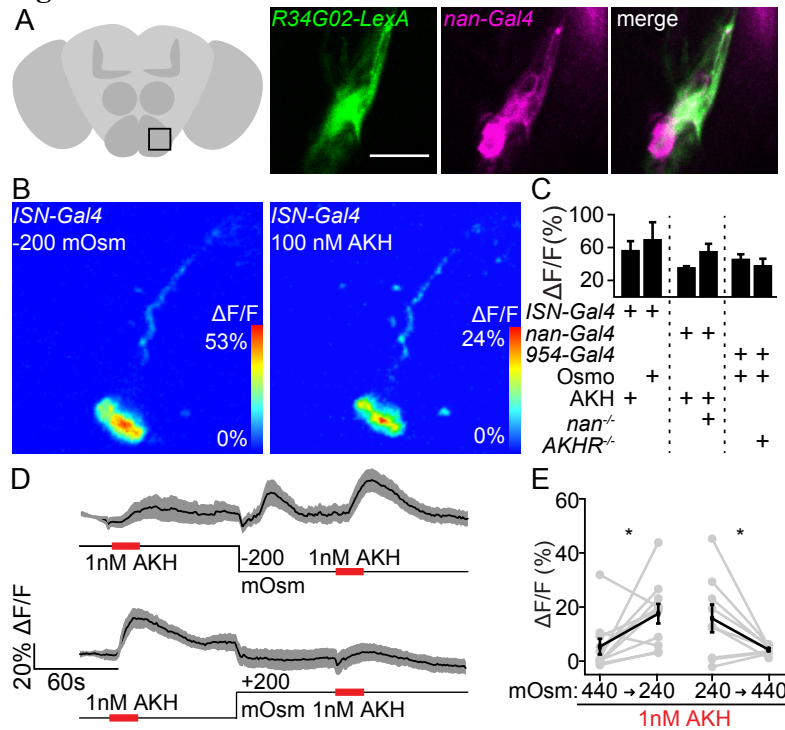 A
R34G02-LexA
nan-Gal4
merge
B
ISN-Gal4
-200 mOsm
ΔF/F
53%
0%
ISN-Gal4
100 nM AKH
ΔF/F
24%
0%
C
ΔF/F(%)
100
60
20
ISN-Gal4 + +
nan-Gal4 + +
954-Gal4 + +
Osmo + + +
AKH + + +
nan-/- +
AKHR-/- +
D
1nM AKH
-200
mOsm
1nM AKH
20% ΔF/F
60s
1nM AKH
+200
mOsm
1nM AKH
E
ΔF/F (%)
60
40
20
0
* *
mOsm: 440 → 240 240 → 440
1nM AKH